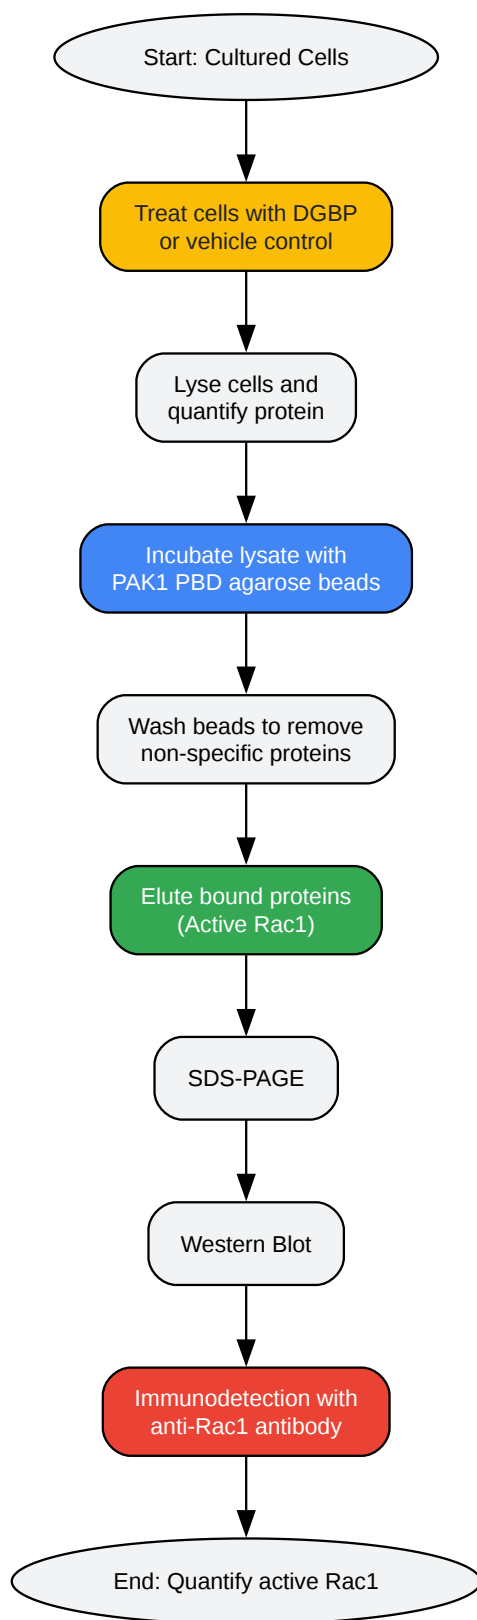 Start: Cultured Cells
Treat cells with DGBP
or vehicle control
Lyse cells and
quantify protein
Incubate lysate with
PAK1 PBD agarose beads
Wash beads to remove
non-specific proteins
Elute bound proteins
(Active Rac1)
SDS-PAGE
Western Blot
Immunodetection with
anti-Rac1 antibody
End: Quantify active Rac1